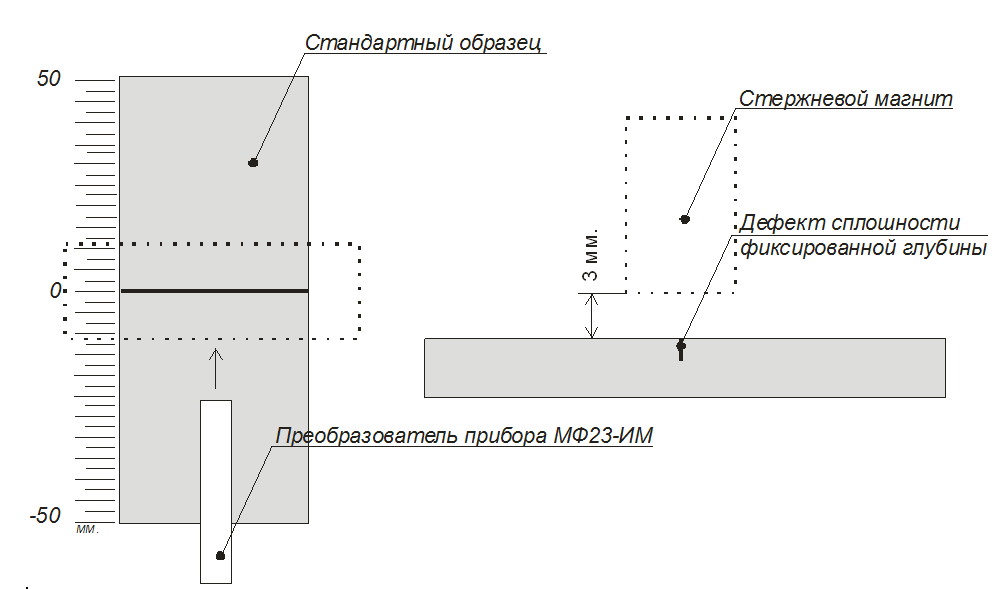 Стандартный образец
50
Стержневой магнит
Дефект сплошности
фиксированной глубины
3 мм.
0
Преобразователь прибора МФ23-ИМ
-50
мм.